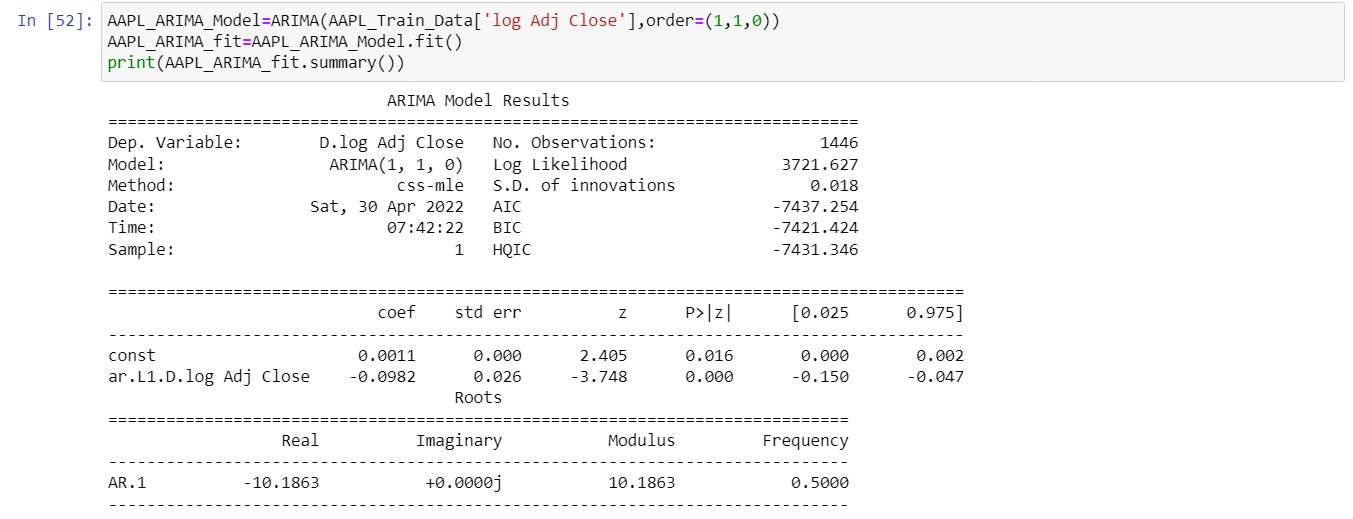 In [52]: AAPL_ARIMA_Model=ARIMA(AAPL_Train_Data['log Adj Close'],order=(1,1,0))
AAPL_ARIMA_fit=AAPL_ARIMA_Model.fit()
print(AAPL_ARIMA_fit.summary())
ARIMA Model Results
==============================================================================
Dep. Variable: D.log Adj Close No. Observations: 1446
Model: ARIMA(1, 1, 0) Log Likelihood 3721.627
Method: css-mle S.D. of innovations 0.018
Date: Sat, 30 Apr 2022 AIC -7437.254
Time: 07:42:22 BIC -7421.424
Sample: 1 HQIC -7431.346
=========================================================================================
coef std err z P>|z| [0.025 0.975]
-----------------------------------------------------------------------------------------
const 0.0011 0.000 2.405 0.016 0.000 0.002
ar.L1.D.log Adj Close -0.0982 0.026 -3.748 0.000 -0.150 -0.047
Roots
=============================================================================
Real Imaginary Modulus Frequency
-----------------------------------------------------------------------------
AR.1 -10.1863 +0.0000j 10.1863 0.5000
-----------------------------------------------------------------------------